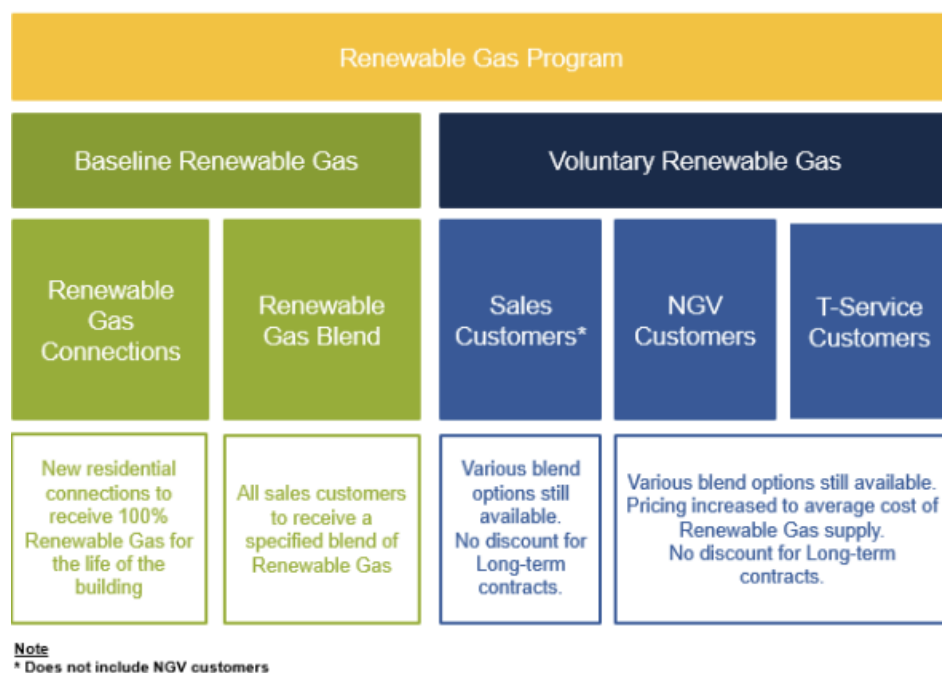 Renewable Gas Program
Baseline Renewable Gas
Voluntary Renewable Gas
Renewable
Gas
Connections
Renewable
Gas Blend
Sales
Customers*
NGV
Customers
T-Service
Customers
New residential
connections to
receive 100%
Renewable Gas for
the life of the
building
All sales customers
to receive a
specified blend of
Renewable Gas
Various blend
options still
available.
No discount for
Long-term
contracts.
Various blend options still available.
Pricing increased to average cost of
Renewable Gas supply.
No discount for Long-term
contracts.
Note
* Does not include NGV customers